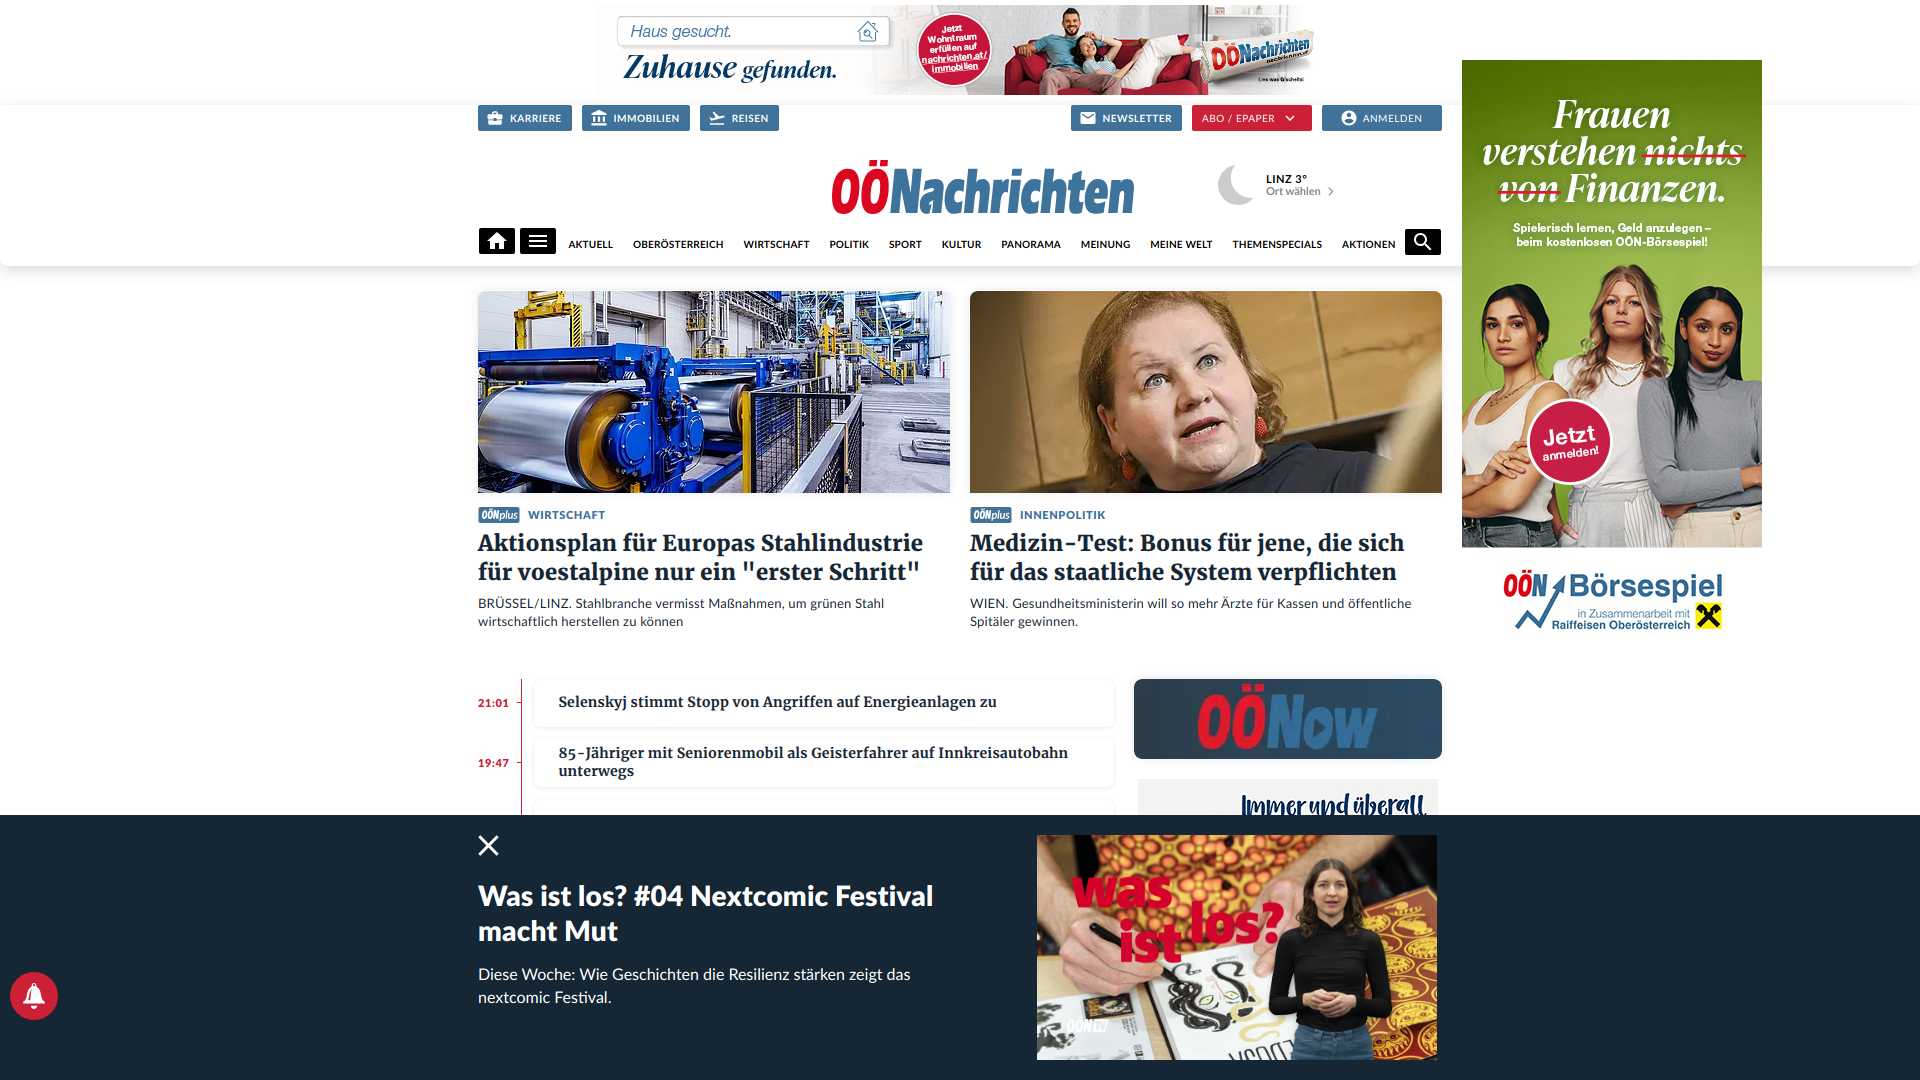 Haus gesucht.
Zuhause gefunden.
Jetzt
Wohntraum
erfüllen auf
nachrichten.at/
immobilien
OÖNachrichten
Lies was G'scheits!
KARRIERE
IMMOBILIEN
REISEN
NEWSLETTER
ABO / EPAPER
ANMELDEN
OÖNachrichten
LINZ 3°
Ort wählen
AKTUELL
OBERÖSTERREICH
WIRTSCHAFT
POLITIK
SPORT
KULTUR
PANORAMA
MEINUNG
MEINE WELT
THEMENSPECIALS
AKTIONEN
Frauen
verstehen nichts
von Finanzen.
Spielerisch lernen, Geld anzulegen –
beim kostenlosen OÖN-Börsespiel!
Jetzt
anmelden!
OÖN Börsespiel
in Zusammenarbeit mit
Raiffeisen Oberösterreich
OÖNplus WIRTSCHAFT
Aktionsplan für Europas Stahlindustrie
für voestalpine nur ein "erster Schritt"
BRÜSSEL/LINZ. Stahlbranche vermisst Maßnahmen, um grünen Stahl
wirtschaftlich herstellen zu können
OÖNplus INNENPOLITIK
Medizin-Test: Bonus für jene, die sich
für das staatliche System verpflichten
WIEN. Gesundheitsministerin will so mehr Ärzte für Kassen und öffentliche
Spitäler gewinnen.
21:01
Selenskyj stimmt Stopp von Angriffen auf Energieanlagen zu
19:47
85-Jähriger mit Seniorenmobil als Geisterfahrer auf Innkreisautobahn
unterwegs
OÖNow
Immer und überall
Was ist los? #04 Nextcomic Festival
macht Mut
Diese Woche: Wie Geschichten die Resilienz stärken zeigt das
nextcomic Festival.
was
ist los?